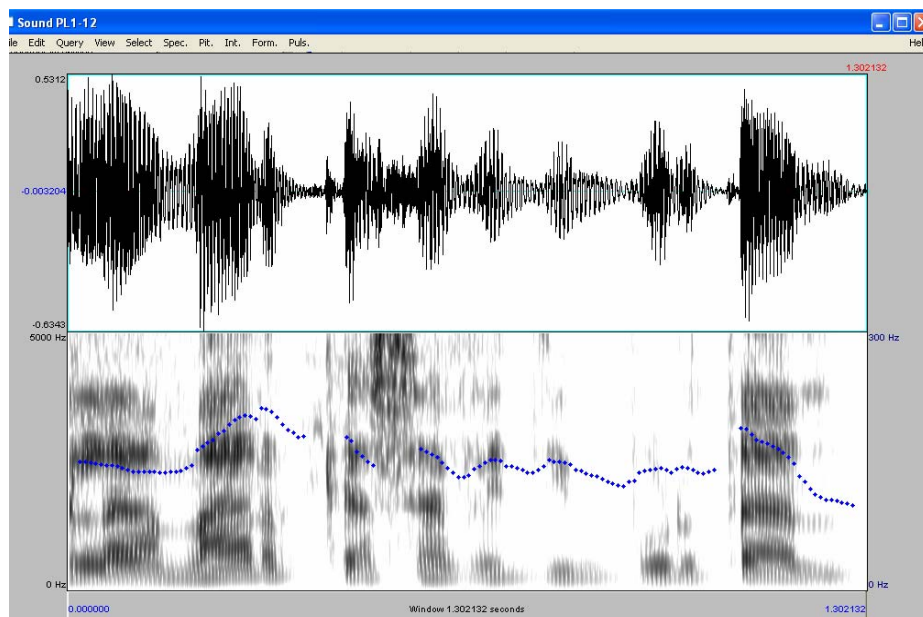 Sound PL1-12
ile Edit Query View Select Spec. Pit. Int. Form. Puls. Hel
1.302132
0.5312
-0.003204
-0.6343
5000 Hz 300 Hz
0 Hz 0 Hz
0.000000 Window 1.302132 seconds 1.302132